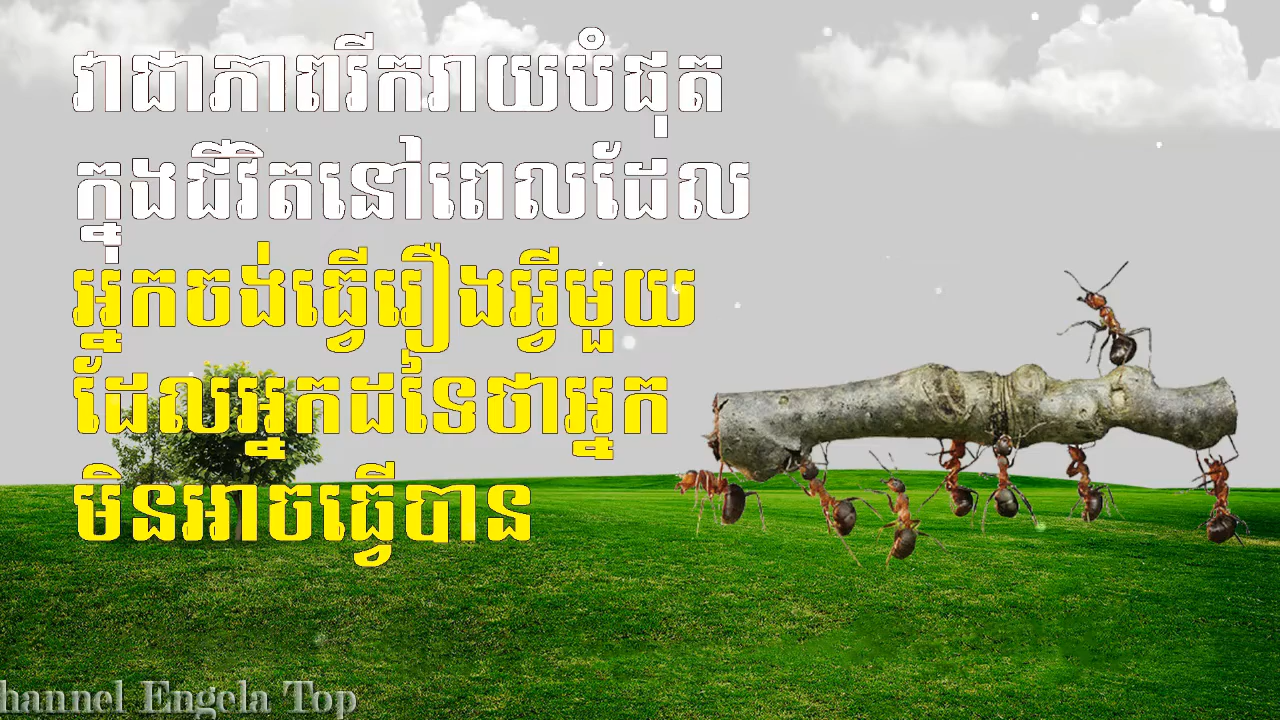 វាជាភាពរីករាយបំផុត
ក្នុងជីវិតនៅពេលដែល
អ្នកចង់ធ្វើរឿងអ្វីមួយ
ដែលអ្នកដទៃថាអ្នក
មិនអាចធ្វើបាន
hannel Engela Top